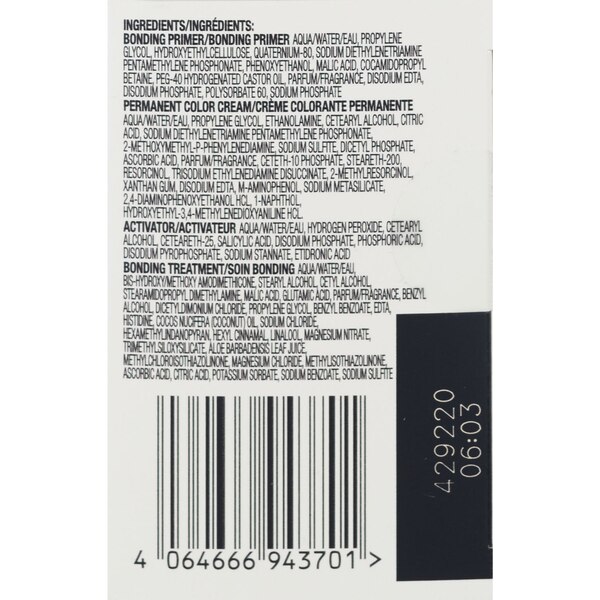 INGREDIENTS/INGRÉDIENTS:
BONDING PRIMER/BONDING PRIMER AQUA/WATER/EAU, PROPYLENE
GLYCOL, HYDROXYETHYLCELLULOSE, QUATERNIUM-80, SODIUM DIETHYLENETRIAMINE
PENTAMETHYLENE PHOSPHONATE, PHENOXYETHANOL, MALIC ACID, COCAMIDOPROPYL
BETAINE, PEG-40 HYDROGENATED CASTOR OIL, PARFUM/FRAGRANCE, DISODIUM EDTA,
DISODIUM PHOSPHATE, POLYSORBATE 60, SODIUM PHOSPHATE
PERMANENT COLOR CREAM/CRÈME COLORANTE PERMANENTE
AQUA/WATER/EAU, PROPYLENE GLYCOL, ETHANOLAMINE, CETEARYL ALCOHOL, CITRIC
ACID, SODIUM DIETHYLENETRIAMINE PENTAMETHYLENE PHOSPHONATE,
2-METHOXYMETHYL-P-PHENYLENEDIAMINE, SODIUM SULFITE, DICETYL PHOSPHATE,
ASCORBIC ACID, PARFUM/FRAGRANCE, CETETH-10 PHOSPHATE, STEARETH-200,
RESORCINOL, TRISODIUM ETHYLENEDIAMINE DISUCCINATE, 2-METHYLRESORCINOL,
XANTHAN GUM, DISODIUM EDTA, M-AMINOPHENOL, SODIUM METASILICATE,
2,4-DIAMINOPHENOXYETHANOL HCL, 1-NAPHTHOL,
HYDROXYETHYL-3,4-METHYLENEDIOXYANILINE HCL.
ACTIVATOR/ACTIVATEUR AQUA/WATER/EAU, HYDROGEN PEROXIDE, CETEARYL
ALCOHOL, CETEARETH-25, SALICYLIC ACID, DISODIUM PHOSPHATE, PHOSPHORIC ACID,
DISODIUM PYROPHOSPHATE, SODIUM STANNATE, ETIDRONIC ACID
BONDING TREATMENT/SOIN BONDING AQUA/WATER/EAU,
BIS-HYDROXY/METHOXY AMODIMETHICONE, STEARYL ALCOHOL, CETYL ALCOHOL,
STEARAMIDOPROPYL DIMETHYLAMINE, MALIC ACID, GLUTAMIC ACID, PARFUM/FRAGRANCE, BENZYL
ALCOHOL, DICETYLDIMONIUM CHLORIDE, PROPYLENE GLYCOL, BENZYL BENZOATE, EDTA,
HISTIDINE, COCOS NUCIFERA (COCONUT) OIL, SODIUM CHLORIDE,
HEXAMETHYLINDANOPYRAN, HEXYL CINNAMAL, LINALOOL, MAGNESIUM NITRATE,
TRIMETHYLSILOXYSILICATE, ALOE BARBADENSIS LEAF JUICE,
METHYLCHLOROISOTHIAZOLINONE, MAGNESIUM CHLORIDE, METHYLISOTHIAZOLINONE,
ASCORBIC ACID, CITRIC ACID, POTASSIUM SORBATE, SODIUM BENZOATE, SODIUM SULFITE
429220
06:03
4 064666 943701 >